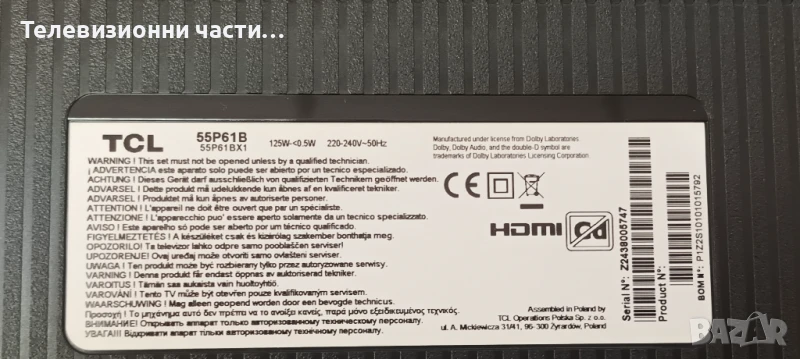 Телевизионни части…
TCL
55P61B
55P61BX1
125W-<0.5W 220-240V~50Hz
Manufactured under license from Dolby Laboratories
Dolby, Dolby Audio, and the double-D symbol are
trademarks of Dolby Laboratories Licensing Corporation.
WARNING! This set must not be opened unless by a qualified technician.
¡ADVERTENCIA este aparato solo puede ser abierto por un tecnico especializado.
ACHTUNG ! Dieses Gerät darf ausschließlich von qualifizierten Technikern geöffnet werden.
ADVARSEL ! Dette produkt må udelukkende kun åbnes af en kvalificeret tekniker.
ADVARSEL ! Må kun åpnes av autoriserte personer.
ATTENTION ! L'appareil ne doit être ouvert que par un technicien.
ATTENZIONE ! L'apparecchio puo' essere aperto solamente da un tecnico specializzato.
AVISO ! Este aparelho só pode ser aberto por um técnico qualificado.
FIGYELMEZTETÉS ! A készüléket csak és kizárólag szakember bonthatja meg.
OPOZORILO! Ta televizor lahko odpre samo pooblaščen serviser!
UPOZORENJE! Ovaj uređaj može otvoriti samo ovlašten serviser!
UWAGA ! Ten produkt może być rozbierany tylko przez osobę upoważnioną.
VARNING ! Denna produkt får endast öppnas av en auktoriserad tekniker.
VAROITUS ! Tämän saa aukaista vain huoltoyhtiö.
VAROVÁNÍ ! Tento TV může být otevřen pouze kvalifikovaným servisem.
WAARSCHUWING ! Mag alleen geopend worden door een bevoegde technicus.
Προσοχή ! Το μηχάνημα αυτό δεν πρέπει να το ανοίξει κανείς, παρά μόνο εξειδικευμένος τεχνικός.
ВНИМАНИЕ! Открывать аппарат только авторизованному техническому персоналу.
УВАГА!!! Відкривати апарат тільки авторизованному технічному персоналу.
CE
HDMI
Assembled in Poland by
TCL Operations Polska Sp. z o.o.
ul. A. Mickiewicza 31/41, 96-300 Żyrardów, Poland
Serial N°: Z2438005747
Product N°:
BOM N°: P1Z2S10101015792
БАЗАР